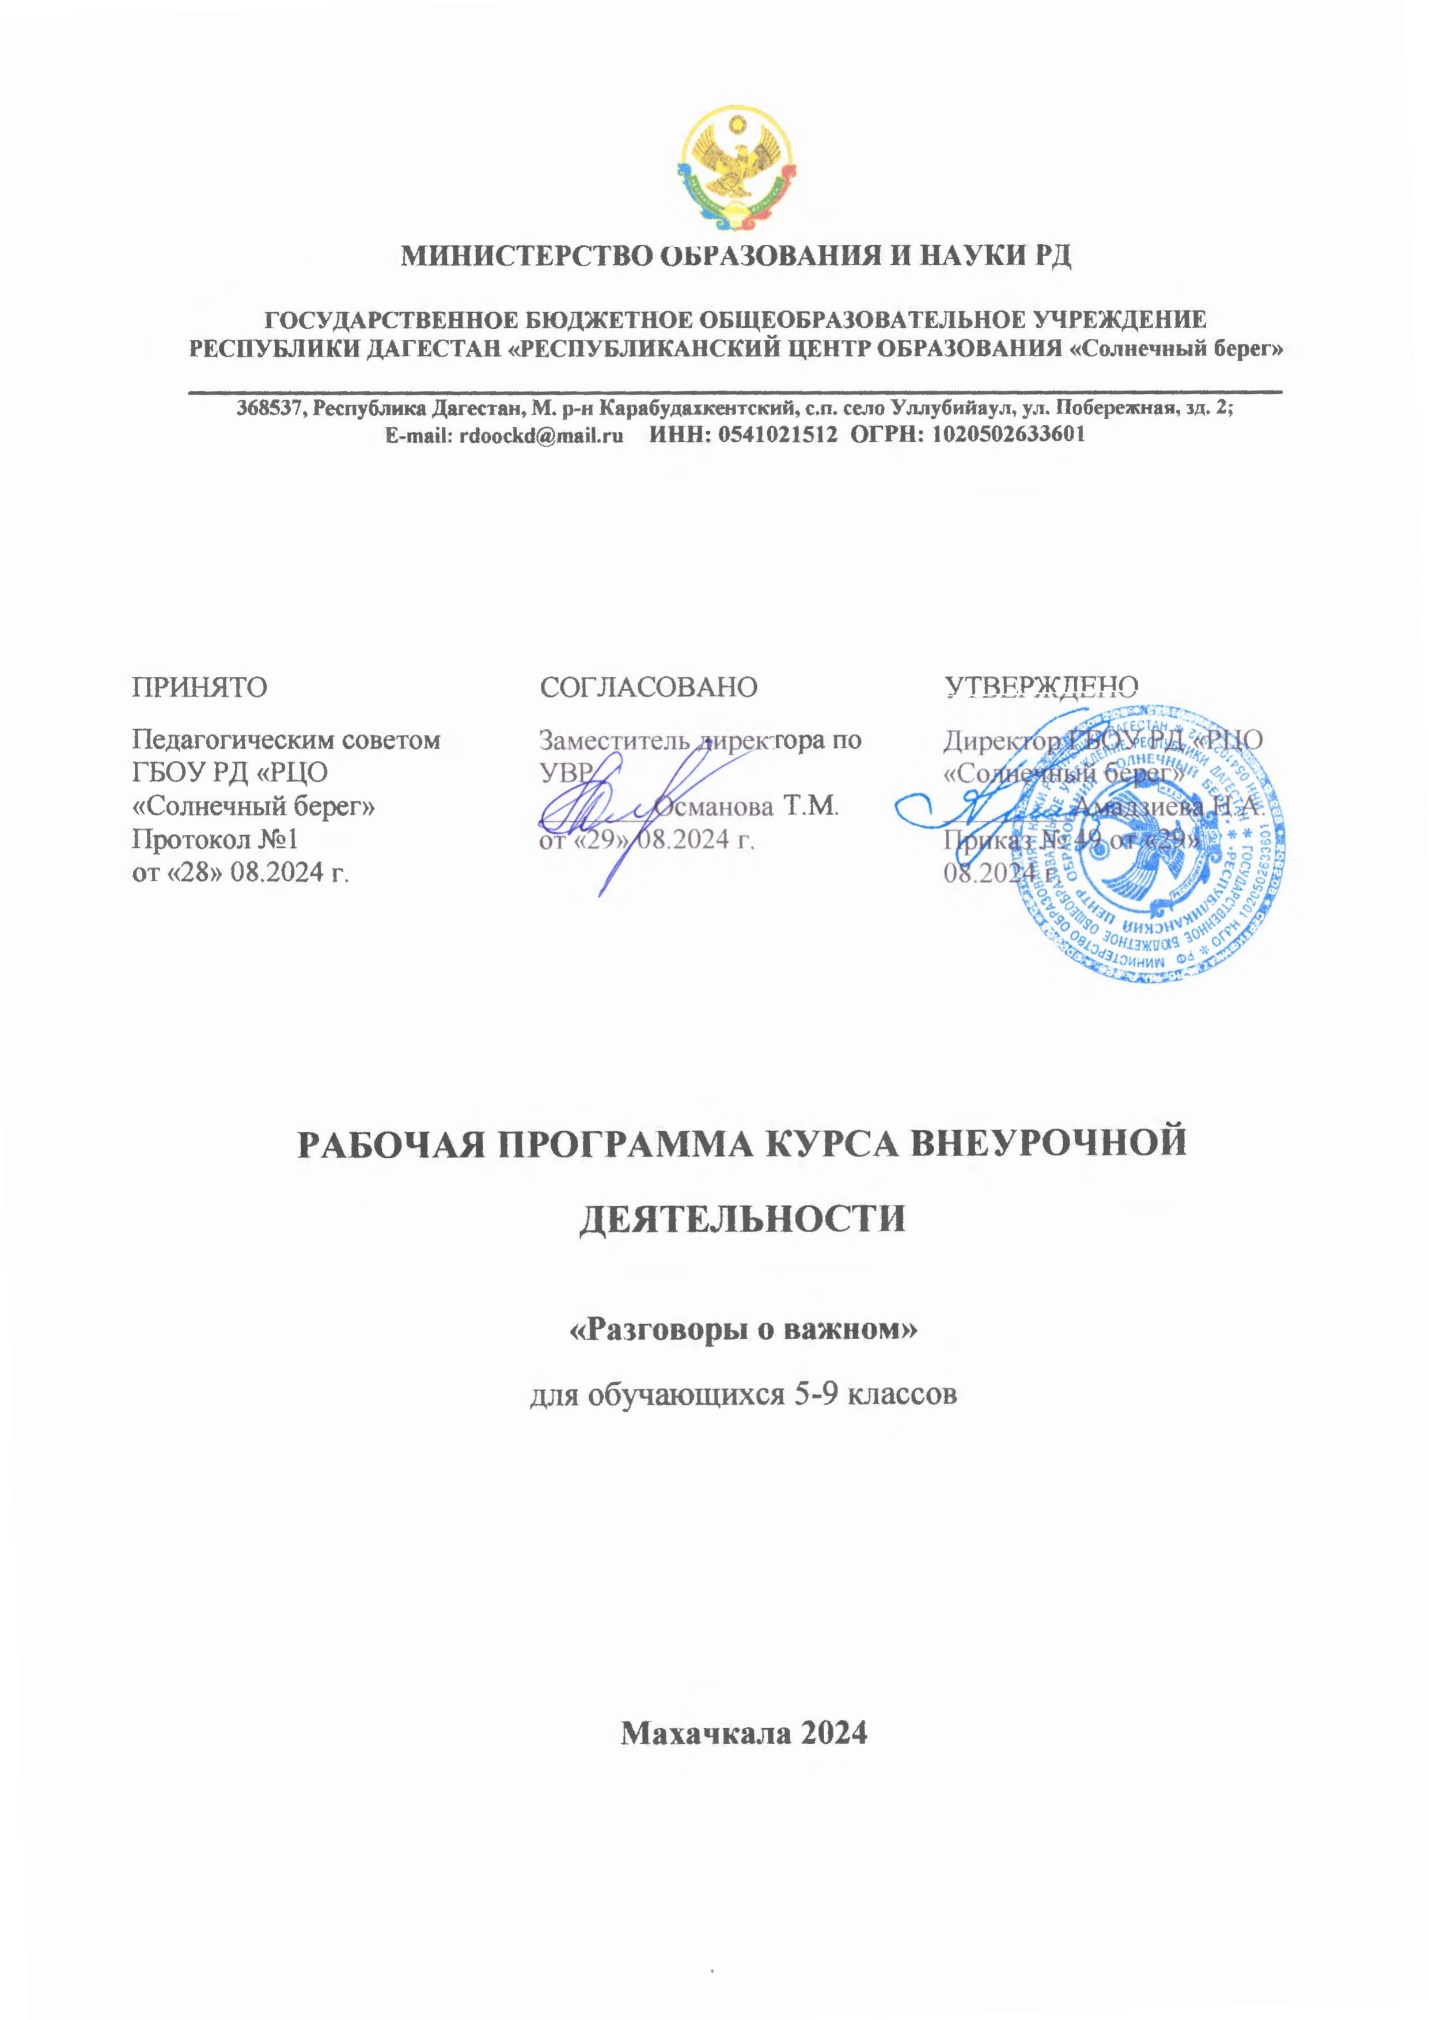 МИНИСТЕРСТВО ОБРАЗОВАНИЯ И НАУКИ РД
ГОСУДАРСТВЕННОЕ БЮДЖЕТНОЕ ОБЩЕОБРАЗОВАТЕЛЬНОЕ УЧРЕЖДЕНИЕ
РЕСПУБЛИКИ ДАГЕСТАН «РЕСПУБЛИКАНСКИЙ ЦЕНТР ОБРАЗОВАНИЯ «Солнечный берег»
368537, Республика Дагестан, М. р-н Карабудахкентский, с.п. село Уллубийаул, ул. Побережная, зд. 2;
E-mail: rdoockd@mail.ru ИНН: 0541021512 ОГРН: 1020502633601
ПРИНЯТО
Педагогическим советом
ГБОУ РД «РЦО
«Солнечный берег»
Протокол №1
от «28» 08.2024 г.
СОГЛАСОВАНО
Заместитель директора по
УВР
Османова Т.М.
от «29» 08.2024 г.
УТВЕРЖДЕНО
Директор ГБОУ РД «РЦО
«Солнечный берег»
Амадзиева Н.А
Приказ № 49 от «29»
08.2024 г.
РАБОЧАЯ ПРОГРАММА КУРСА ВНЕУРОЧНОЙ
ДЕЯТЕЛЬНОСТИ
«Разговоры о важном»
для обучающихся 5-9 классов
Махачкала 2024